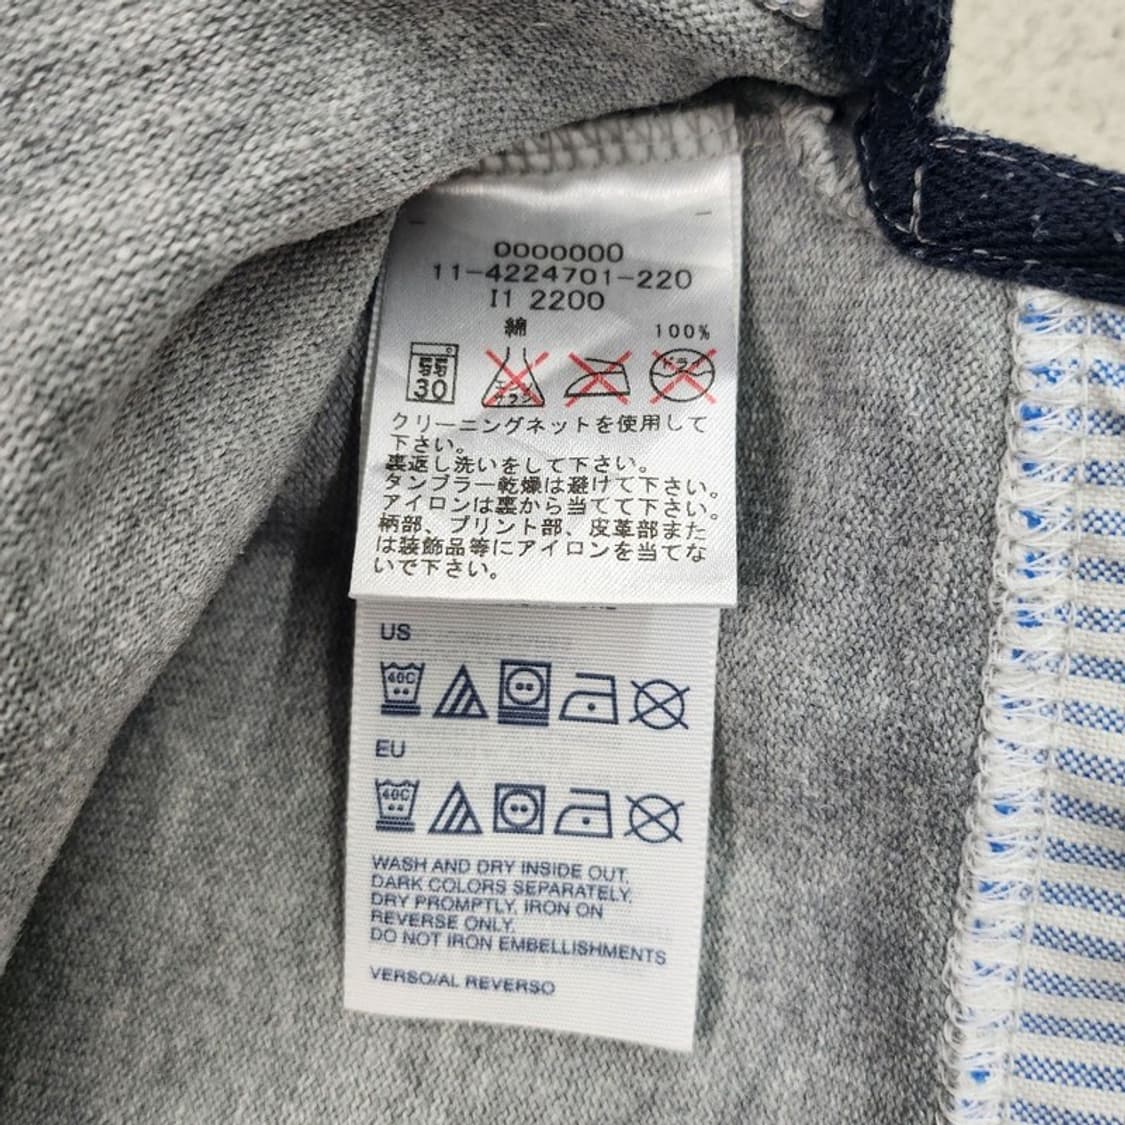 0000000
11-4224701-220
I1 2200
綿 100%
30
ドライ
クリーニングネットを使用して
下さい。
裏返し洗いをして下さい。
タンブラー乾燥は避けて下さい。
アイロンは裏から当てて下さい。
柄部、プリント部、皮革部また
は装飾品等にアイロンを当てな
いで下さい。
US
40C
EU
40C
WASH AND DRY INSIDE OUT,
DARK COLORS SEPARATELY,
DRY PROMPTLY, IRON ON
REVERSE ONLY.
DO NOT IRON EMBELLISHMENTS
VERSO/AL REVERSO